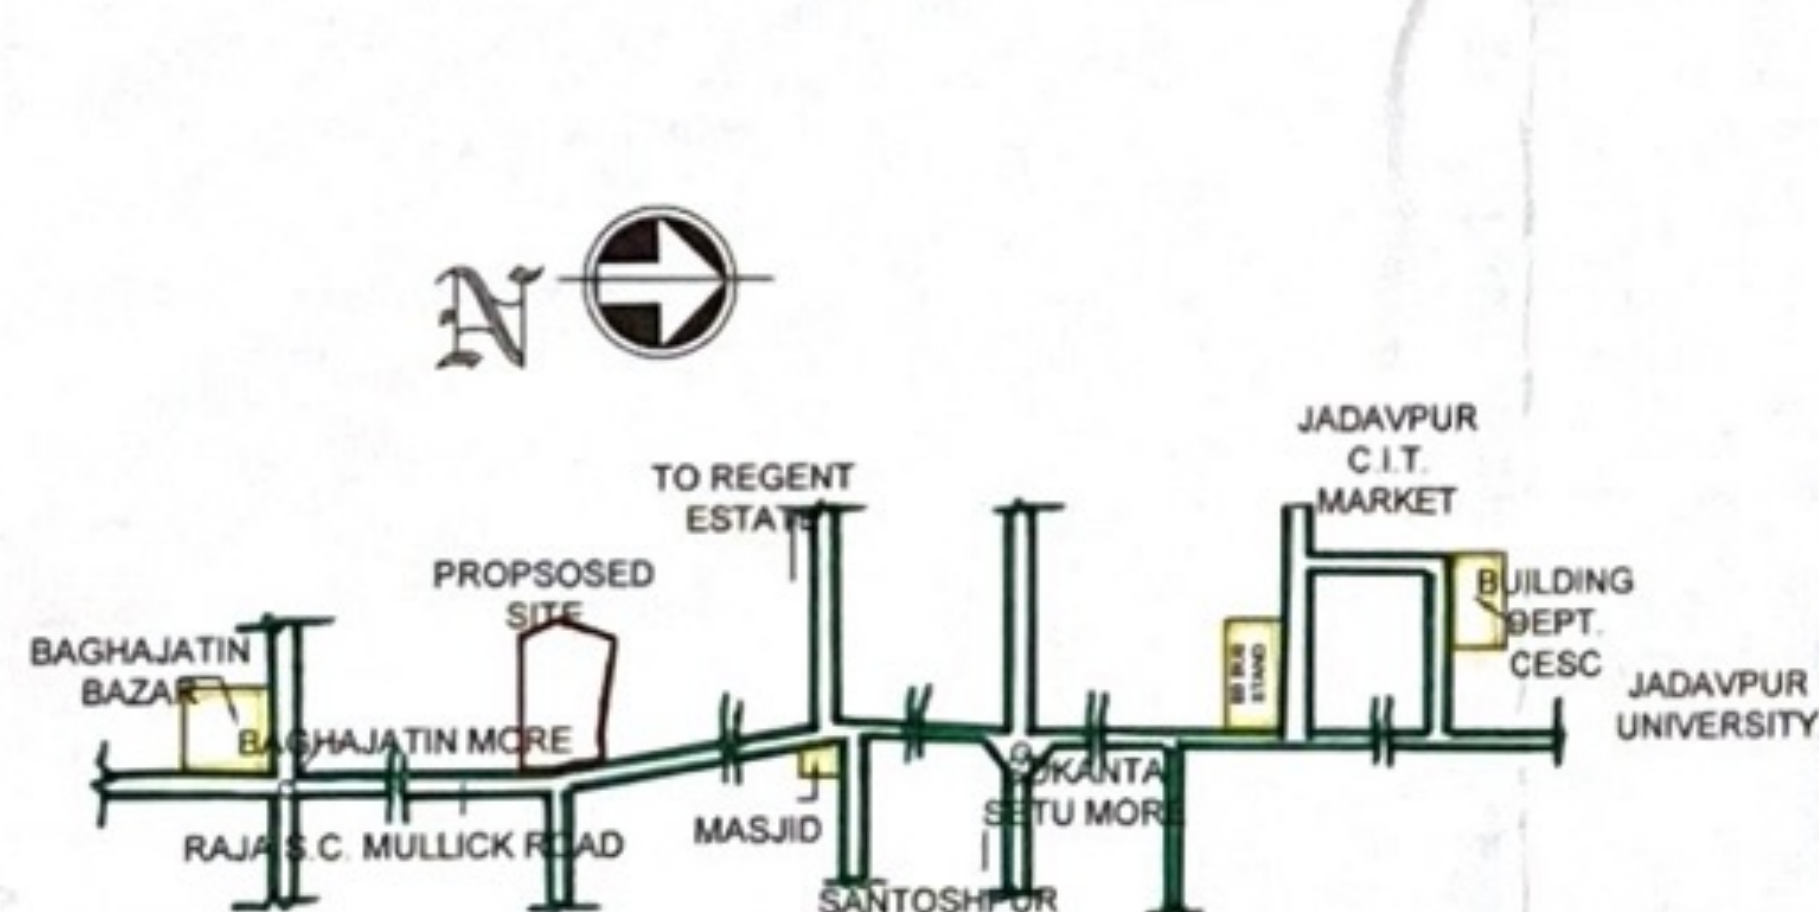 N
JADAVPUR
C.I.T.
MARKET
TO REGENT
ESTATE
PROPSOSED
SITE
BUILDING
DEPT.
CESC
BAGHAJATIN
BAZAR
STAND
JADAVPUR
UNIVERSITY
BAGHAJATIN MORE
SUKANTA
SETU MORE
MASJID
RAJA S.C. MULLICK ROAD
SANTOSHPUR